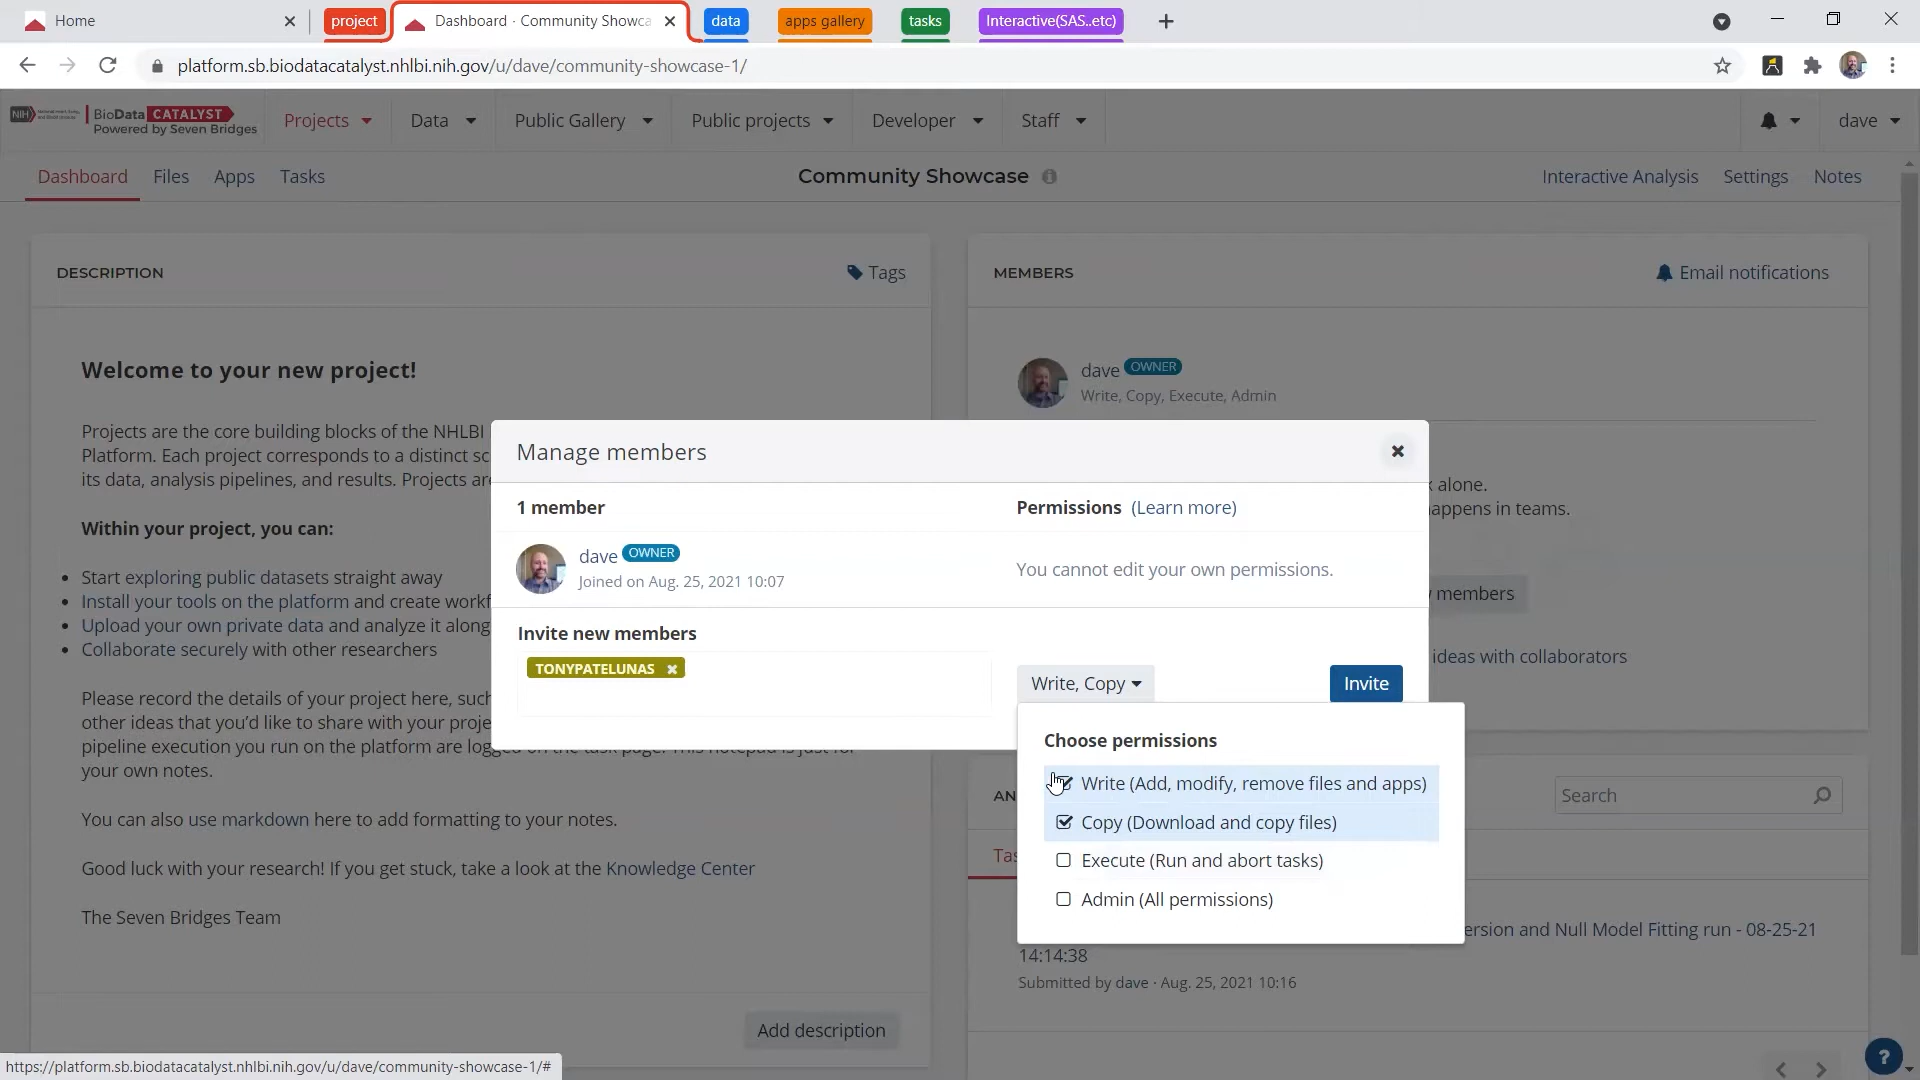 Home
project
Dashboard · Community Showca
data
apps gallery
tasks
Interactive(SAS..etc)
platform.sb.biodatacatalyst.nhlbi.nih.gov/u/dave/community-showcase-1/
NIH
BioData CATALYST
Powered by Seven Bridges
Projects
Data
Public Gallery
Public projects
Developer
Staff
dave
Dashboard
Files
Apps
Tasks
Community Showcase
Interactive Analysis
Settings
Notes
DESCRIPTION
Tags
MEMBERS
Email notifications
Welcome to your new project!
dave OWNER
Write, Copy, Execute, Admin
Projects are the core building blocks of the NHLBI
Platform. Each project corresponds to a distinct sc
its data, analysis pipelines, and results. Projects are
Within your project, you can:
Start exploring public datasets straight away
Install your tools on the platform and create workf
Upload your own private data and analyze it along
Collaborate securely with other researchers
Please record the details of your project here, such
other ideas that you'd like to share with your proje
pipeline execution you run on the platform are logged on the task page. This notepad is just for
your own notes.
You can also use markdown here to add formatting to your notes.
Good luck with your research! If you get stuck, take a look at the Knowledge Center
The Seven Bridges Team
Add description
k alone.
appens in teams.
members
ideas with collaborators
Manage members
1 member
Permissions (Learn more)
dave OWNER
Joined on Aug. 25, 2021 10:07
You cannot edit your own permissions.
Invite new members
TONYPATELUNAS
Write, Copy
Invite
Choose permissions
Write (Add, modify, remove files and apps)
Copy (Download and copy files)
Execute (Run and abort tasks)
Admin (All permissions)
AN
Search
Tas
ersion and Null Model Fitting run - 08-25-21
14:14:38
Submitted by dave · Aug. 25, 2021 10:16
?
https://platform.sb.biodatacatalyst.nhlbi.nih.gov/u/dave/community-showcase-1/#